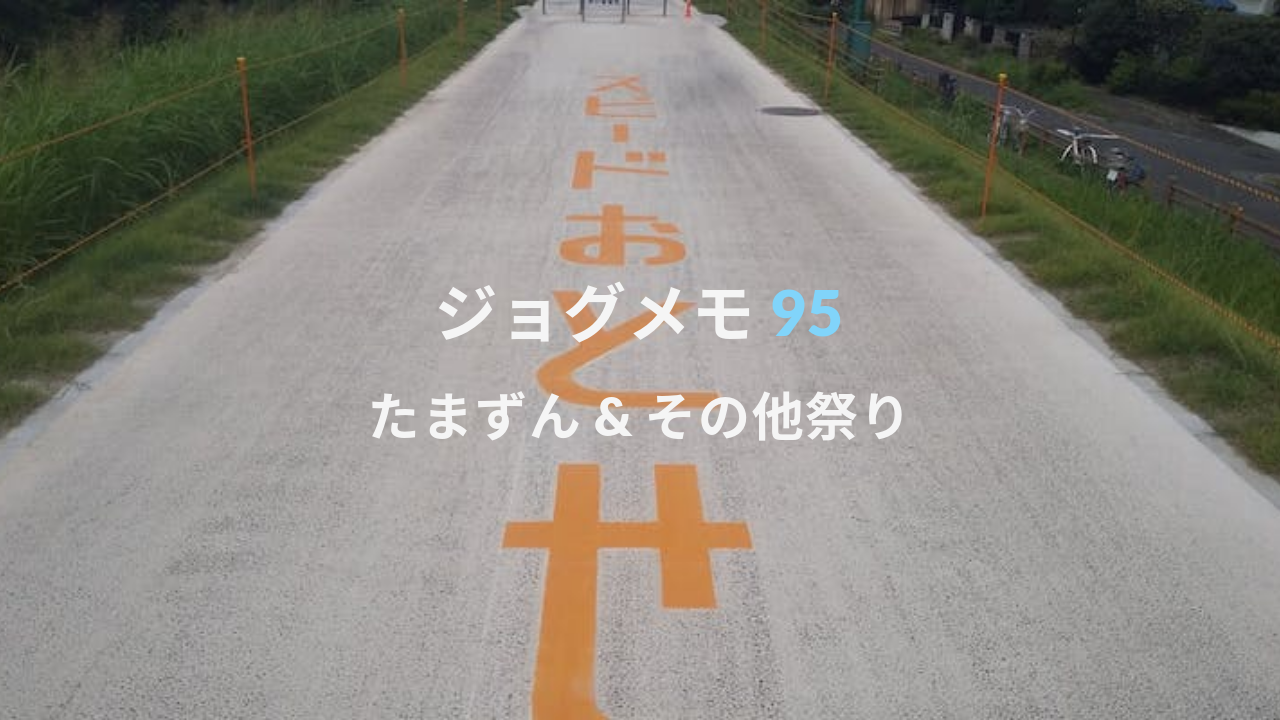 スピードおとせ
ジョグメモ 95
たまずん & その他祭り